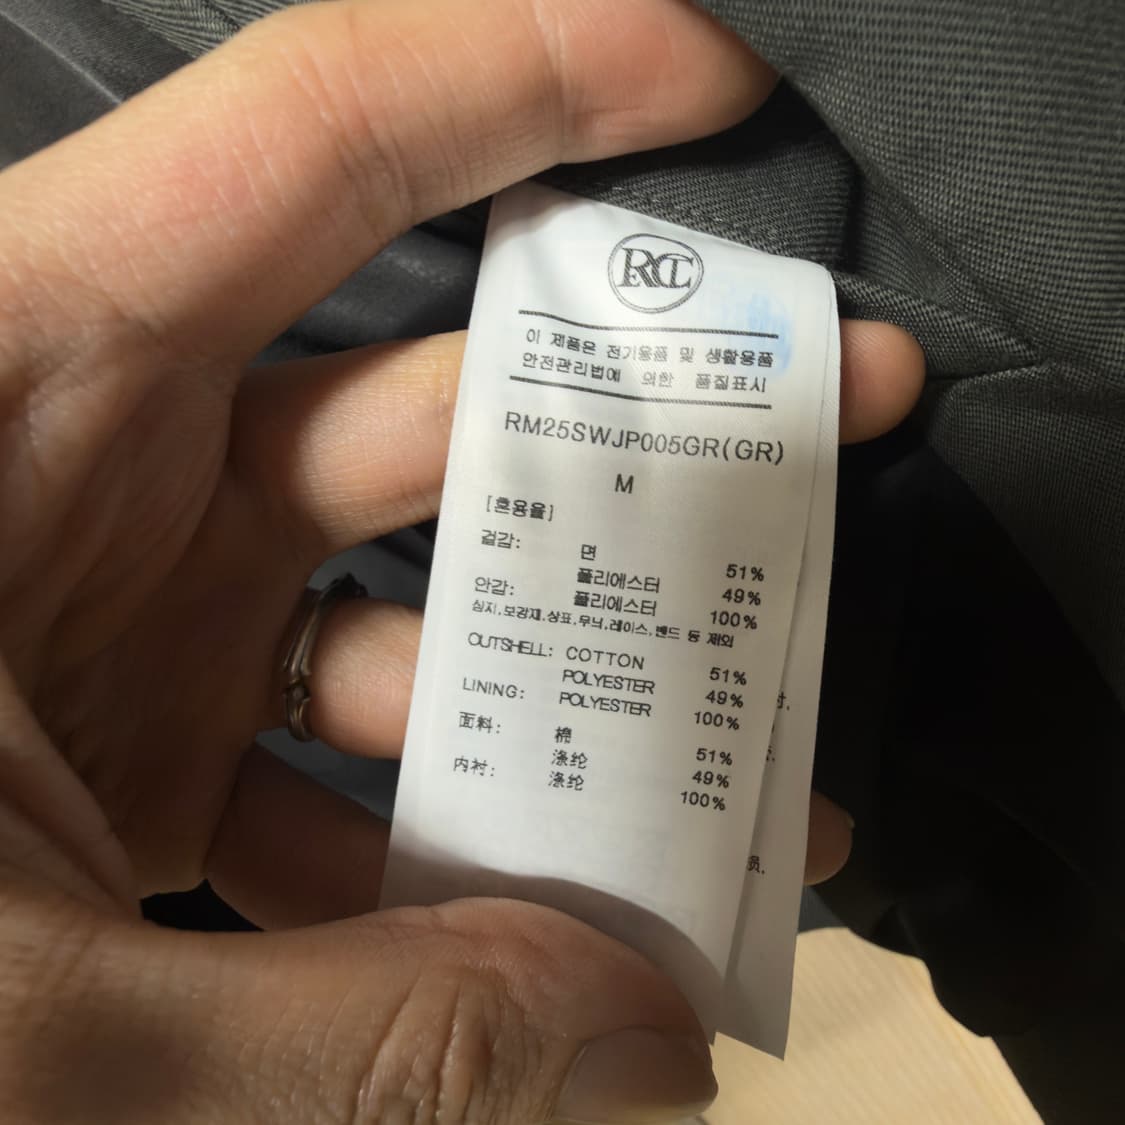 RCT
이 제품은 전기용품 및 생활용품
안전관리법에 의한 품질표시
RM25SWJP005GR(GR)
M
[혼용율]
겉감: 면 51%
폴리에스터 49%
안감: 폴리에스터 100%
심지,보강재,상표,무늬,레이스,밴드 등 제외
OUTSHELL: COTTON 51%
POLYESTER 49%
LINING: POLYESTER 100%
面料: 棉 51%
涤纶 49%
内衬: 涤纶 100%
损.